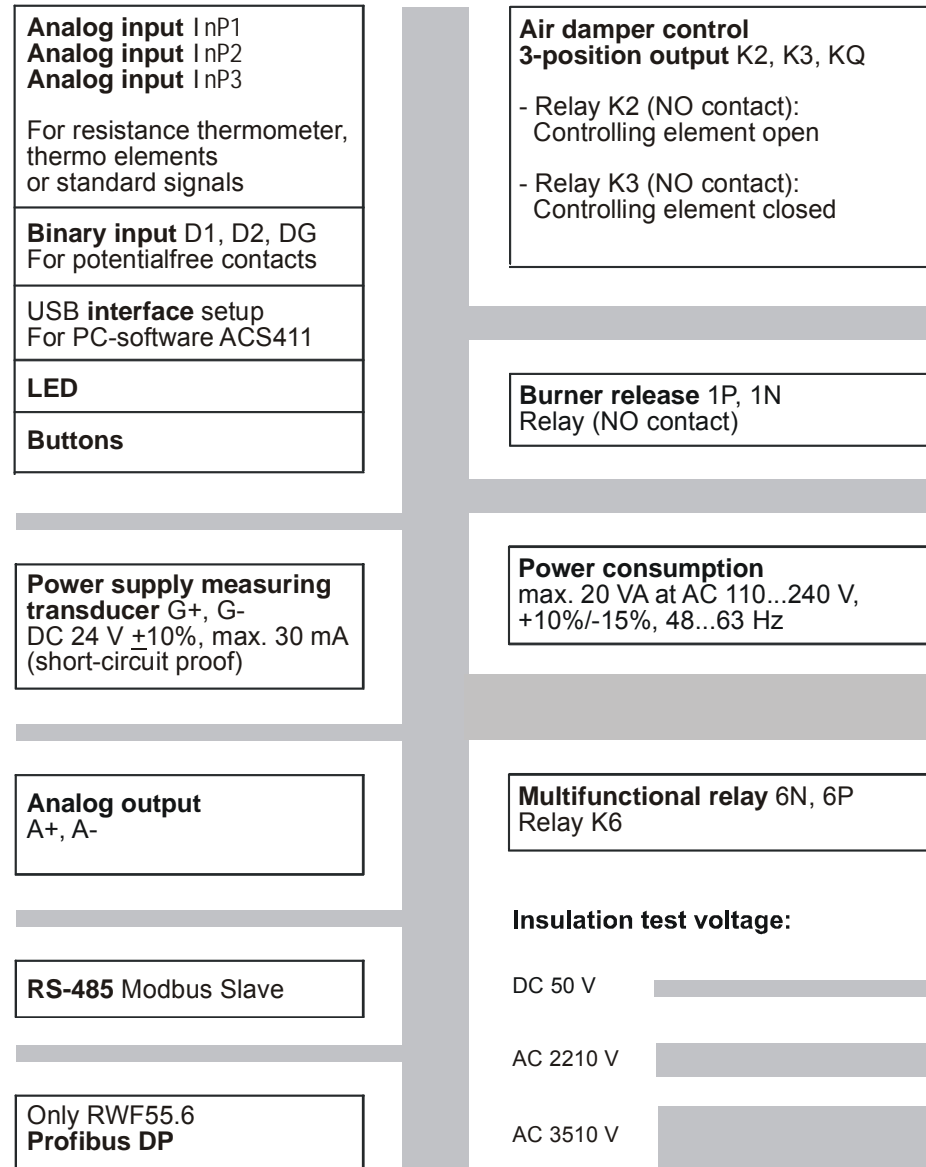 Analog input InP1
Analog input InP2
Analog input InP3
For resistance thermometer,
thermo elements
or standard signals
Binary input D1, D2, DG
For potentialfree contacts
USB interface setup
For PC-software ACS411
LED
Buttons
Power supply measuring
transducer G+, G-
DC 24 V ±10%, max. 30 mA
(short-circuit proof)
Analog output
A+, A-
RS-485 Modbus Slave
Only RWF55.6
Profibus DP
Air damper control
3-position output K2, K3, KQ
- Relay K2 (NO contact):
Controlling element open
- Relay K3 (NO contact):
Controlling element closed
Burner release 1P, 1N
Relay (NO contact)
Power consumption
max. 20 VA at AC 110...240 V,
+10%/-15%, 48...63 Hz
Multifunctional relay 6N, 6P
Relay K6
Insulation test voltage:
DC 50 V
AC 2210 V
AC 3510 V